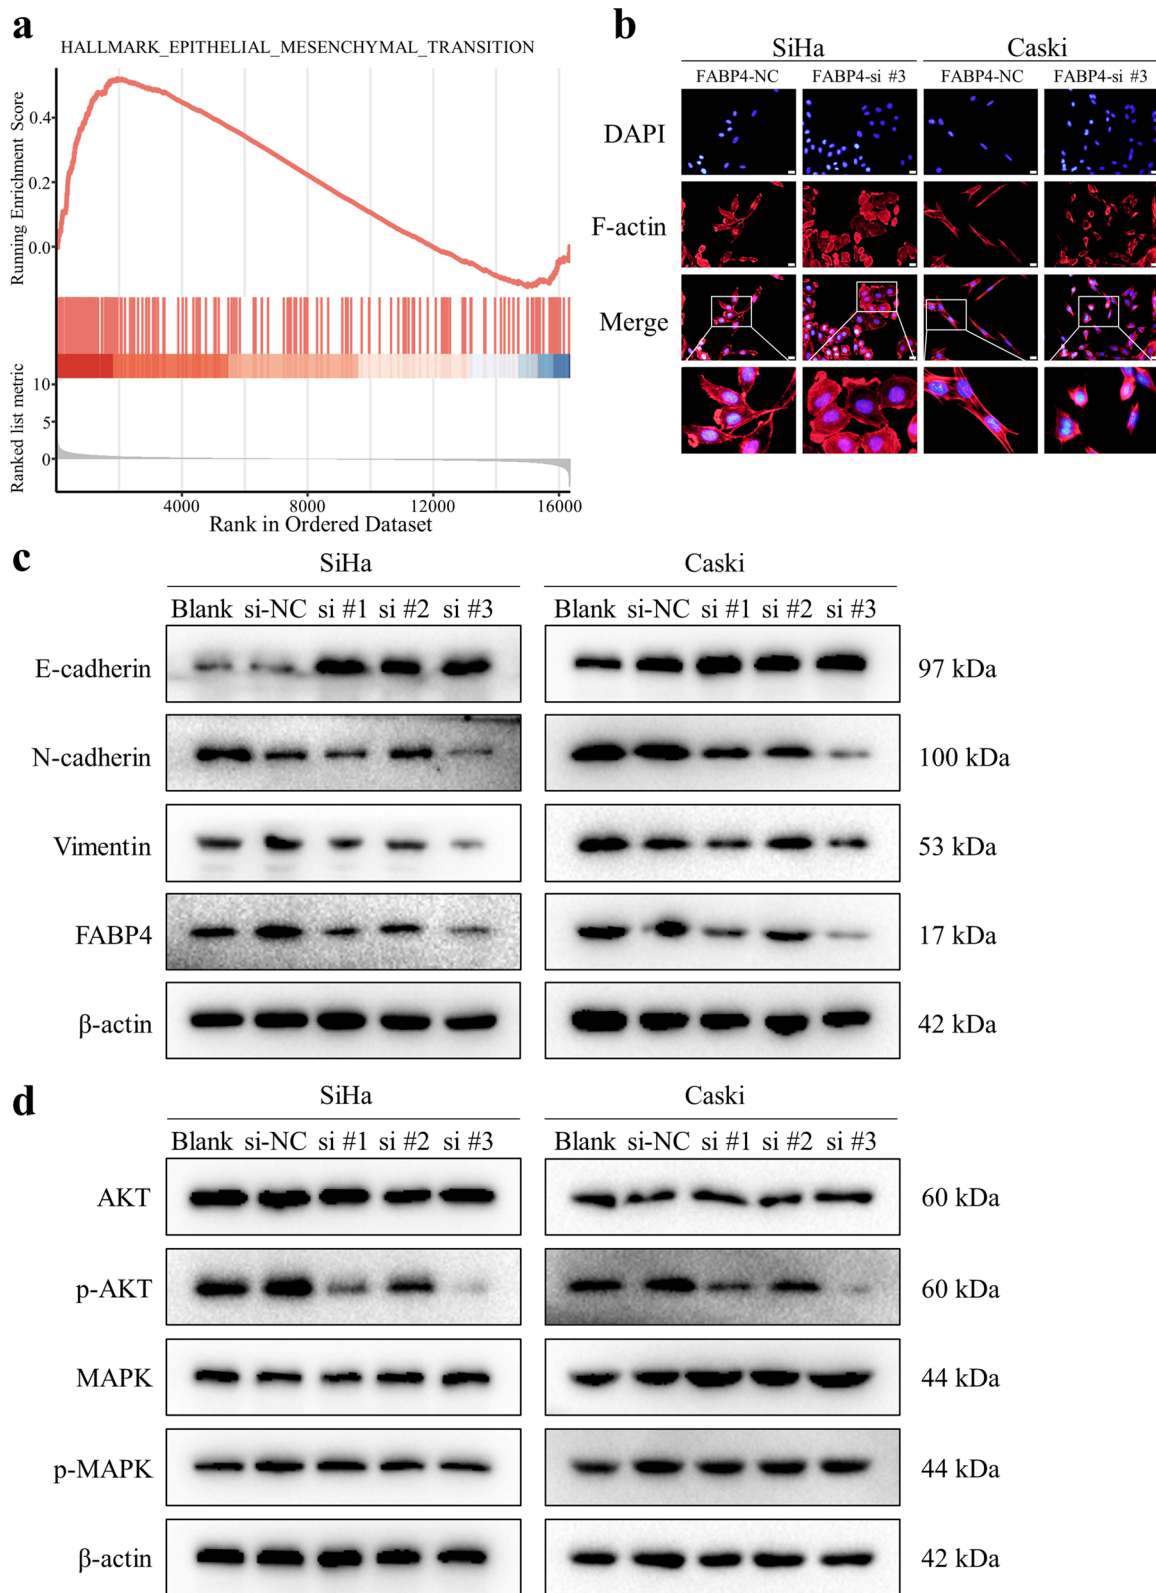 a
HALLMARK_EPITHELIAL_MESENCHYMAL_TRANSITION
Running Enrichment Score
0.4
0.2
0.0
Ranked list metric
10
5
0
4000 8000 12000 16000
Rank in Ordered Dataset
b
SiHa Caski
FABP4-NC FABP4-si #3 FABP4-NC FABP4-si #3
DAPI
F-actin
Merge
c
SiHa Caski
Blank si-NC si #1 si #2 si #3 Blank si-NC si #1 si #2 si #3
E-cadherin 97 kDa
N-cadherin 100 kDa
Vimentin 53 kDa
FABP4 17 kDa
β-actin 42 kDa
d
SiHa Caski
Blank si-NC si #1 si #2 si #3 Blank si-NC si #1 si #2 si #3
AKT 60 kDa
p-AKT 60 kDa
MAPK 44 kDa
p-MAPK 44 kDa
β-actin 42 kDa